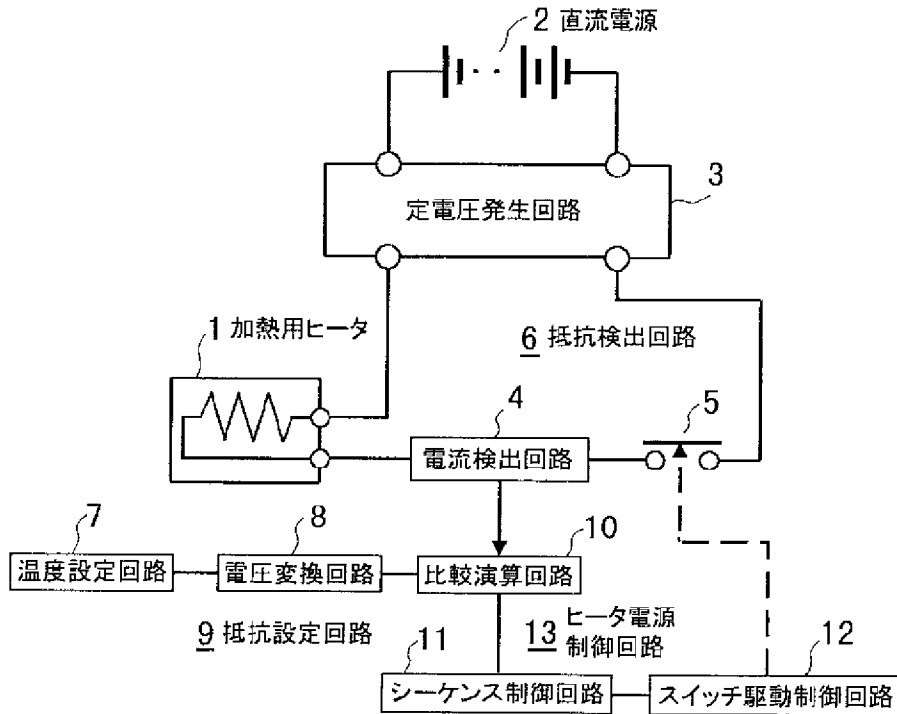 2 直流電源
3
定電圧発生回路
1 加熱用ヒータ
6 抵抗検出回路
4
5
電流検出回路
7
8
10
温度設定回路
電圧変換回路
比較演算回路
9 抵抗設定回路
13 ヒータ電源
制御回路
11
12
シーケンス制御回路
スイッチ駆動制御回路